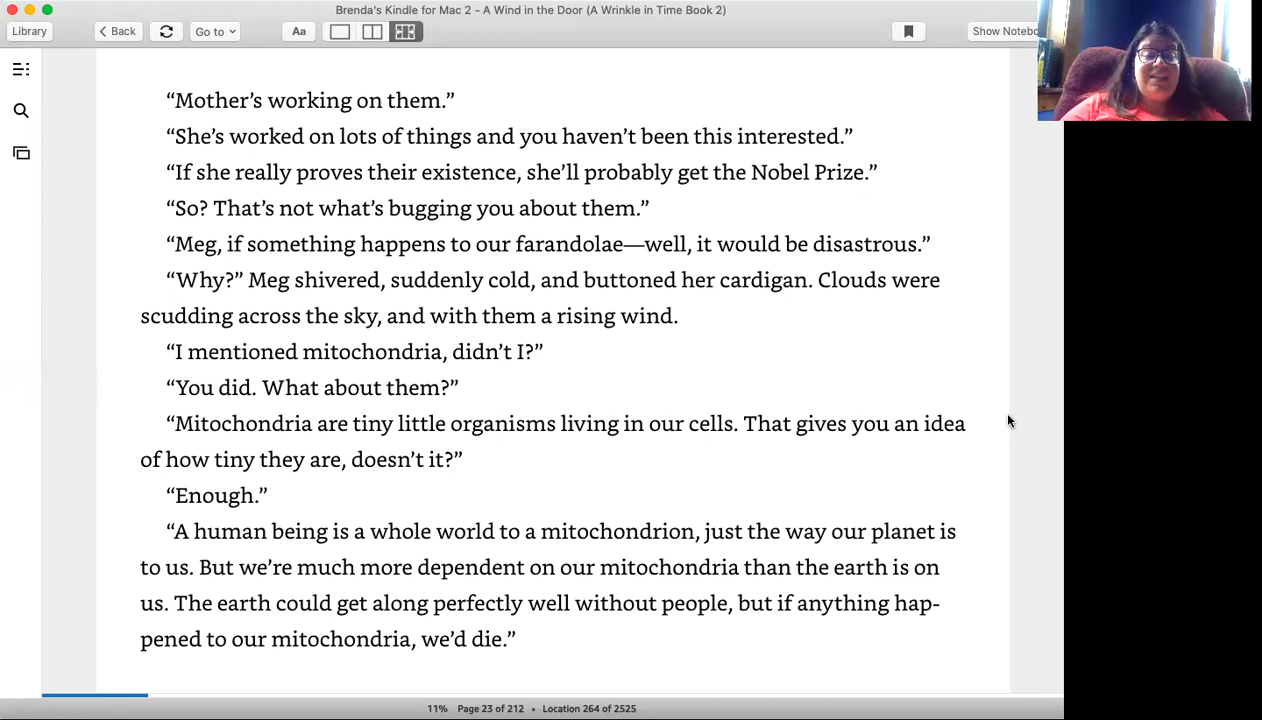 Brenda's Kindle for Mac 2 - A Wind in the Door (A Wrinkle in Time Book 2)
Library
Back
Go to
Aa
Show Notebo
“Mother’s working on them.”
“She’s worked on lots of things and you haven’t been this interested.”
“If she really proves their existence, she’ll probably get the Nobel Prize.”
“So? That’s not what’s bugging you about them.”
“Meg, if something happens to our farandolae—well, it would be disastrous.”
“Why?” Meg shivered, suddenly cold, and buttoned her cardigan. Clouds were
scudding across the sky, and with them a rising wind.
“I mentioned mitochondria, didn’t I?”
“You did. What about them?”
“Mitochondria are tiny little organisms living in our cells. That gives you an idea
of how tiny they are, doesn’t it?”
“Enough.”
“A human being is a whole world to a mitochondrion, just the way our planet is
to us. But we’re much more dependent on our mitochondria than the earth is on
us. The earth could get along perfectly well without people, but if anything hap-
pened to our mitochondria, we’d die.”
11% Page 23 of 212 • Location 264 of 2525